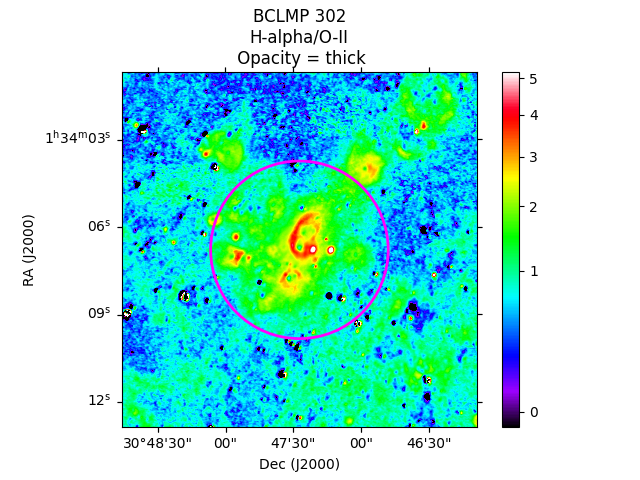 BCLMP 302
H-alpha/O-II
Opacity = thick
RA (J2000)
1ʰ34ᵐ03ˢ
06ˢ
09ˢ
12ˢ
30°48'30" 00" 47'30" 00" 46'30"
Dec (J2000)
5
4
3
2
1
0